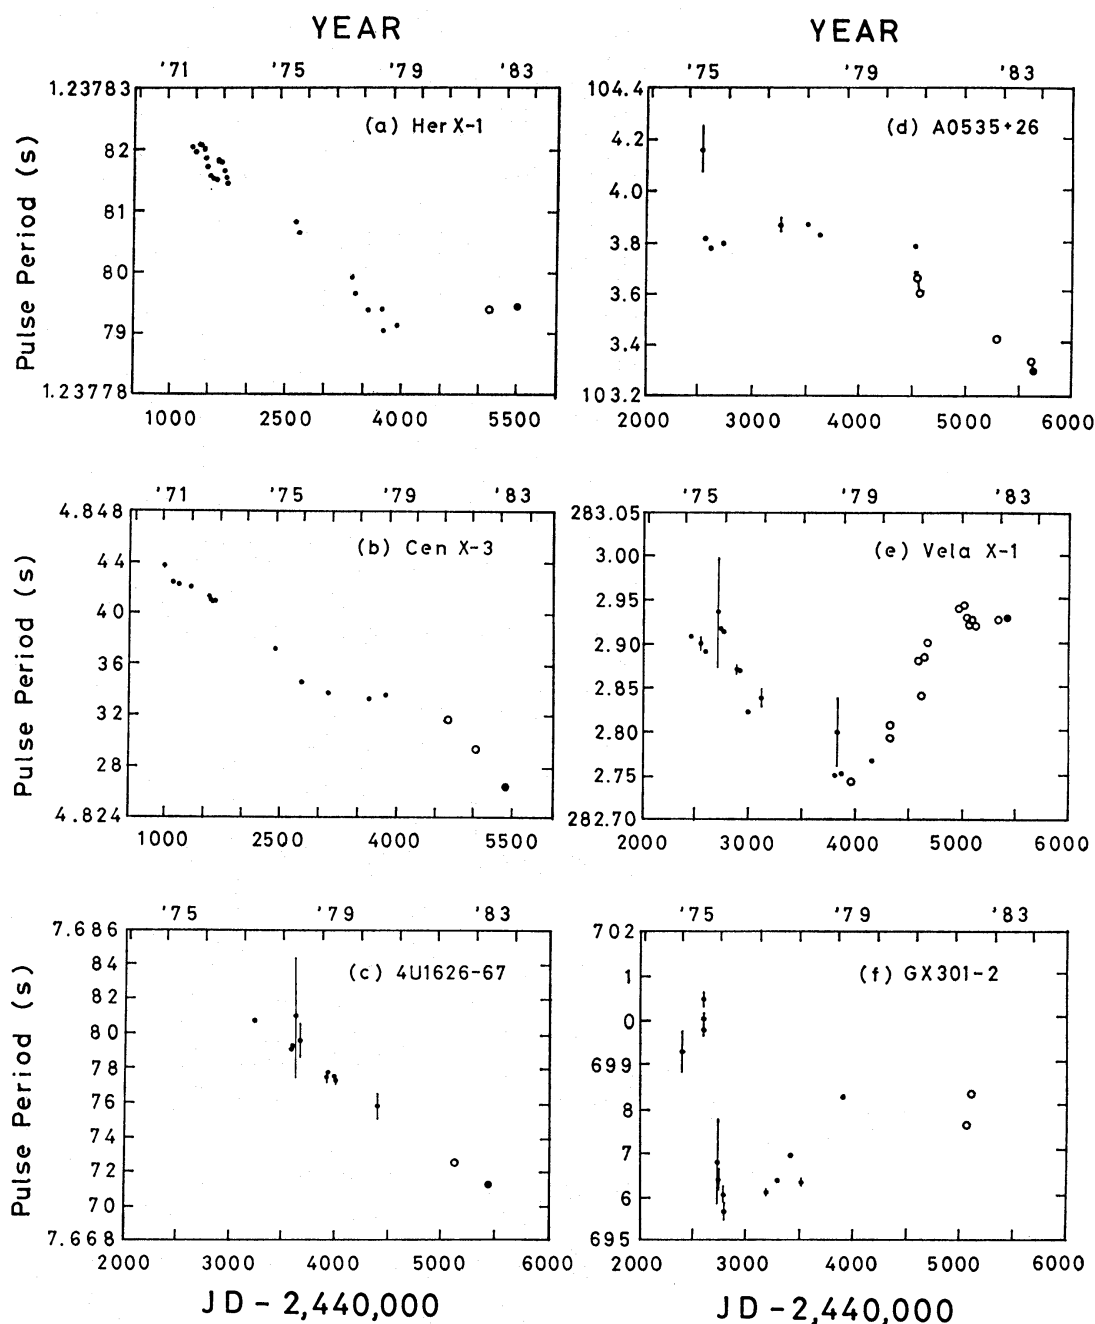 YEAR
YEAR
'71 '75 '79 '83
'75 '79 '83
1.23783
82
81
80
79
1.23778
Pulse Period (s)
(a) Her X-1
1000 2500 4000 5500
104.4
4.2
4.0
3.8
3.6
3.4
103.2
(d) A0535+26
2000 3000 4000 5000 6000
'71 '75 '79 '83
4.848
44
40
36
32
28
4.824
Pulse Period (s)
(b) Cen X-3
1000 2500 4000 5500
'75 '79 '83
283.05
3.00
2.95
2.90
2.85
2.80
2.75
282.70
(e) Vela X-1
2000 3000 4000 5000 6000
'75 '79 '83
7.686
84
82
80
78
76
74
72
70
7.668
Pulse Period (s)
(c) 4U1626-67
2000 3000 4000 5000 6000
JD - 2,440,000
'75 '79 '83
702
1
0
699
8
7
6
695
(f) GX301-2
2000 3000 4000 5000 6000
JD - 2,440,000